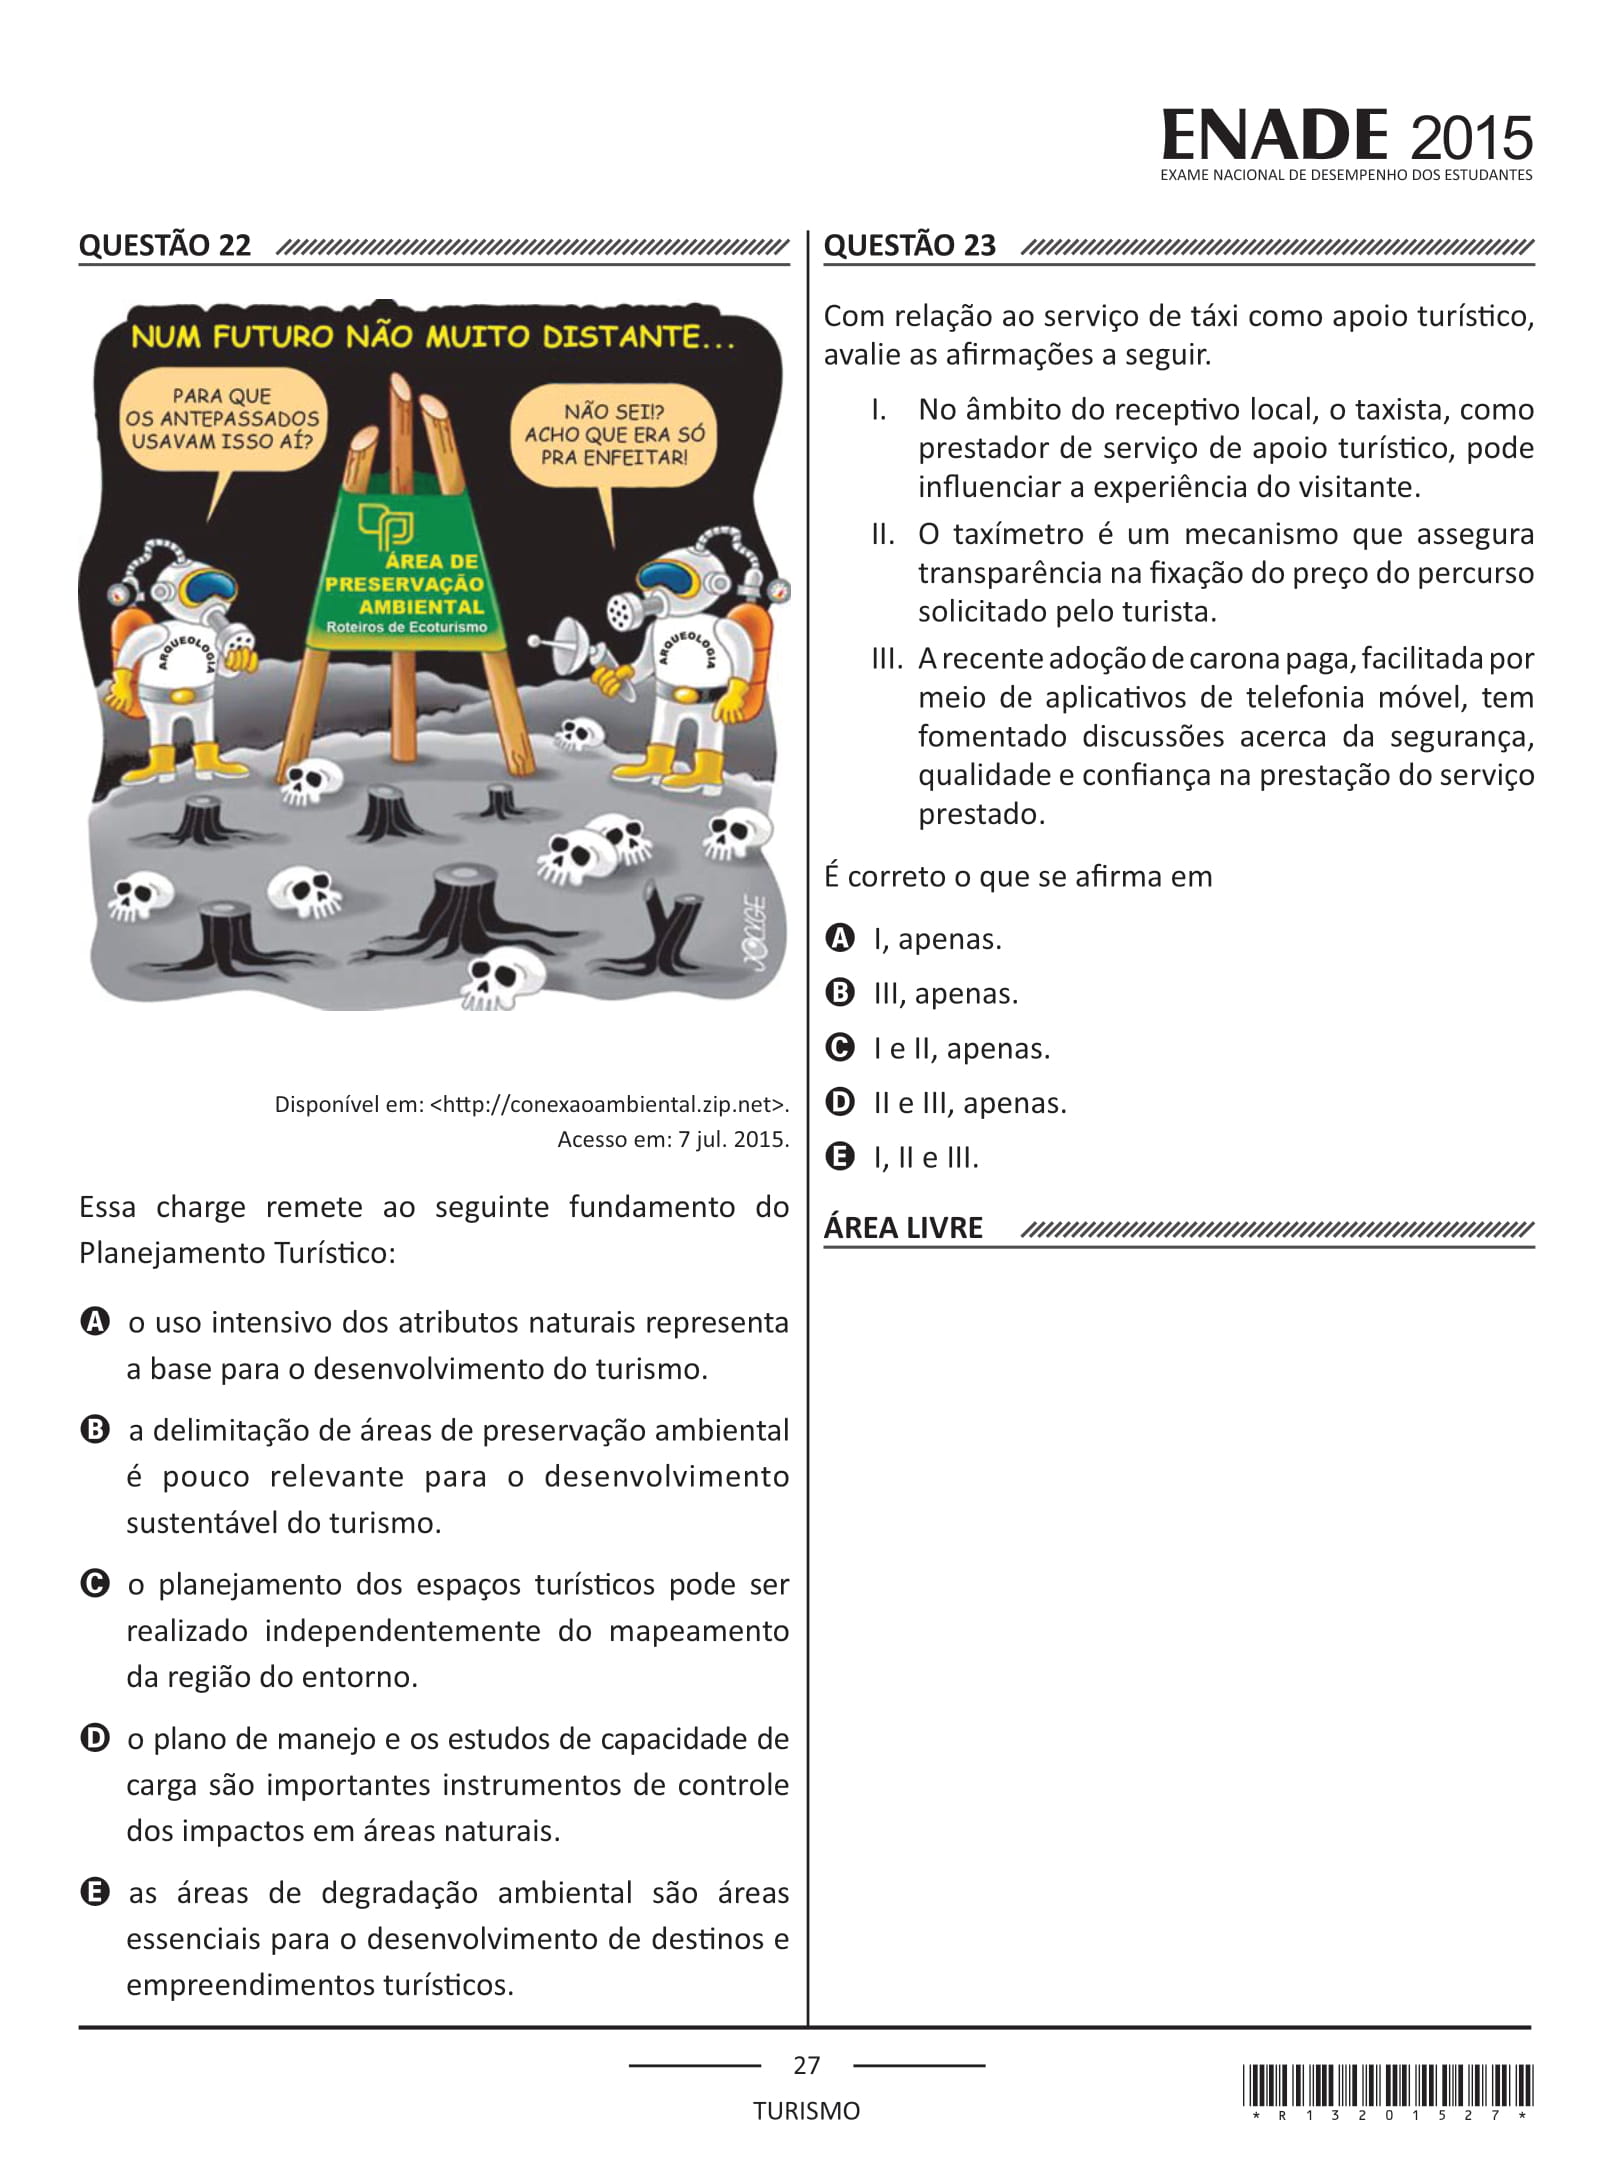 ENADE 2015
EXAME NACIONAL DE DESEMPENHO DOS ESTUDANTES
QUESTÃO 22
NUM FUTURO NÃO MUITO DISTANTE...
PARA QUE
OS ANTEPASSADOS
USAVAM ISSO AÍ?
NÃO SEI!?
ACHO QUE ERA SÓ
PRA ENFEITAR!
ÁREA DE
PRESERVAÇÃO
AMBIENTAL
Roteiros de Ecoturismo
ARQUEOLOGIA
ARQUEOLOGIA
Disponível em: <http://conexaoambiental.zip.net>.
Acesso em: 7 jul. 2015.
Essa charge remete ao seguinte fundamento do
Planejamento Turístico:
A o uso intensivo dos atributos naturais representa
a base para o desenvolvimento do turismo.
B a delimitação de áreas de preservação ambiental
é pouco relevante para o desenvolvimento
sustentável do turismo.
C o planejamento dos espaços turísticos pode ser
realizado independentemente do mapeamento
da região do entorno.
D o plano de manejo e os estudos de capacidade de
carga são importantes instrumentos de controle
dos impactos em áreas naturais.
E as áreas de degradação ambiental são áreas
essenciais para o desenvolvimento de destinos e
empreendimentos turísticos.
QUESTÃO 23
Com relação ao serviço de táxi como apoio turístico,
avalie as afirmações a seguir.
I. No âmbito do receptivo local, o taxista, como
prestador de serviço de apoio turístico, pode
influenciar a experiência do visitante.
II. O taxímetro é um mecanismo que assegura
transparência na fixação do preço do percurso
solicitado pelo turista.
III. A recente adoção de carona paga, facilitada por
meio de aplicativos de telefonia móvel, tem
fomentado discussões acerca da segurança,
qualidade e confiança na prestação do serviço
prestado.
É correto o que se afirma em
A I, apenas.
B III, apenas.
C I e II, apenas.
D II e III, apenas.
E I, II e III.
ÁREA LIVRE
27
TURISMO
* R 1 3 2 0 1 5 2 7 *